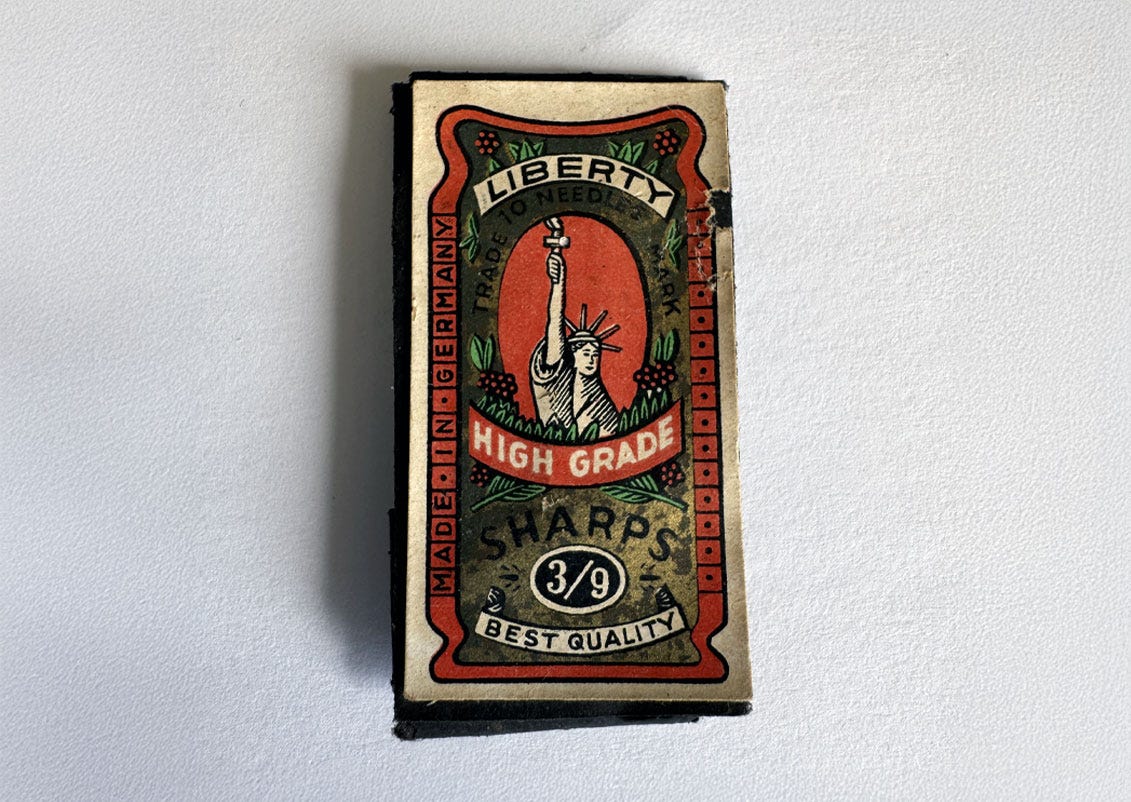 LIBERTY
10 NEEDLES
TRADE MARK
MADE·IN·GERMANY
HIGH GRADE
SHARPS
3/9
BEST QUALITY